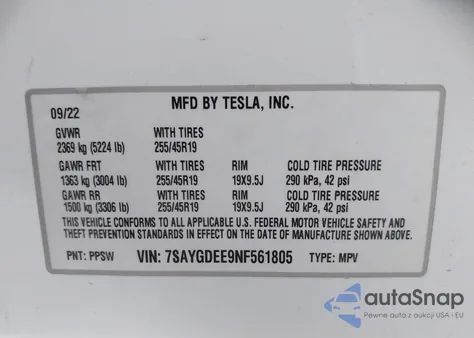 MFD BY TESLA, INC.
09/22
GVWR WITH TIRES
2369 kg (5224 lb) 255/45R19
GAWR FRT WITH TIRES RIM COLD TIRE PRESSURE
1363 kg (3004 lb) 255/45R19 19X9.5J 290 kPa, 42 psi
GAWR RR WITH TIRES RIM COLD TIRE PRESSURE
1500 kg (3306 lb) 255/45R19 19X9.5J 290 kPa, 42 psi
THIS VEHICLE CONFORMS TO ALL APPLICABLE U.S. FEDERAL MOTOR VEHICLE SAFETY AND
THEFT PREVENTION STANDARDS IN EFFECT ON THE DATE OF MANUFACTURE SHOWN ABOVE.
PNT: PPSW VIN: 7SAYGDEE9NF561805 TYPE: MPV
autoSnap
Pewne auta z aukcji USA i EU